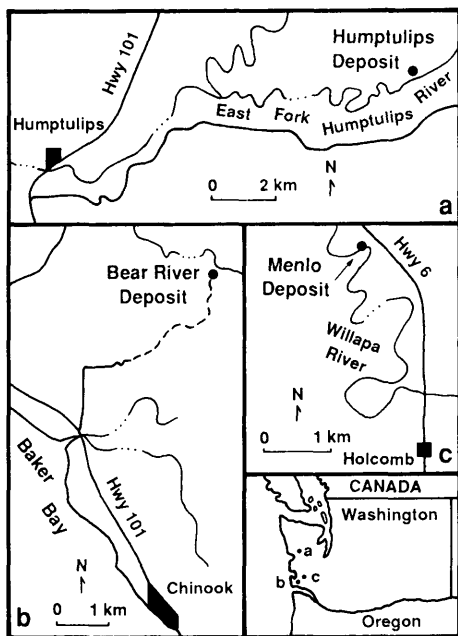 Humptulips
Deposit
Hwy 101
Humptulips
East Fork Humptulips River
N
0 2 km
a
Bear River
Deposit
Baker
Bay
Hwy 101
Chinook
N
0 1 km
b
Hwy 6
Menlo
Deposit
Willapa
River
N
0 1 km
Holcomb
c
CANADA
Washington
a
b c
Oregon